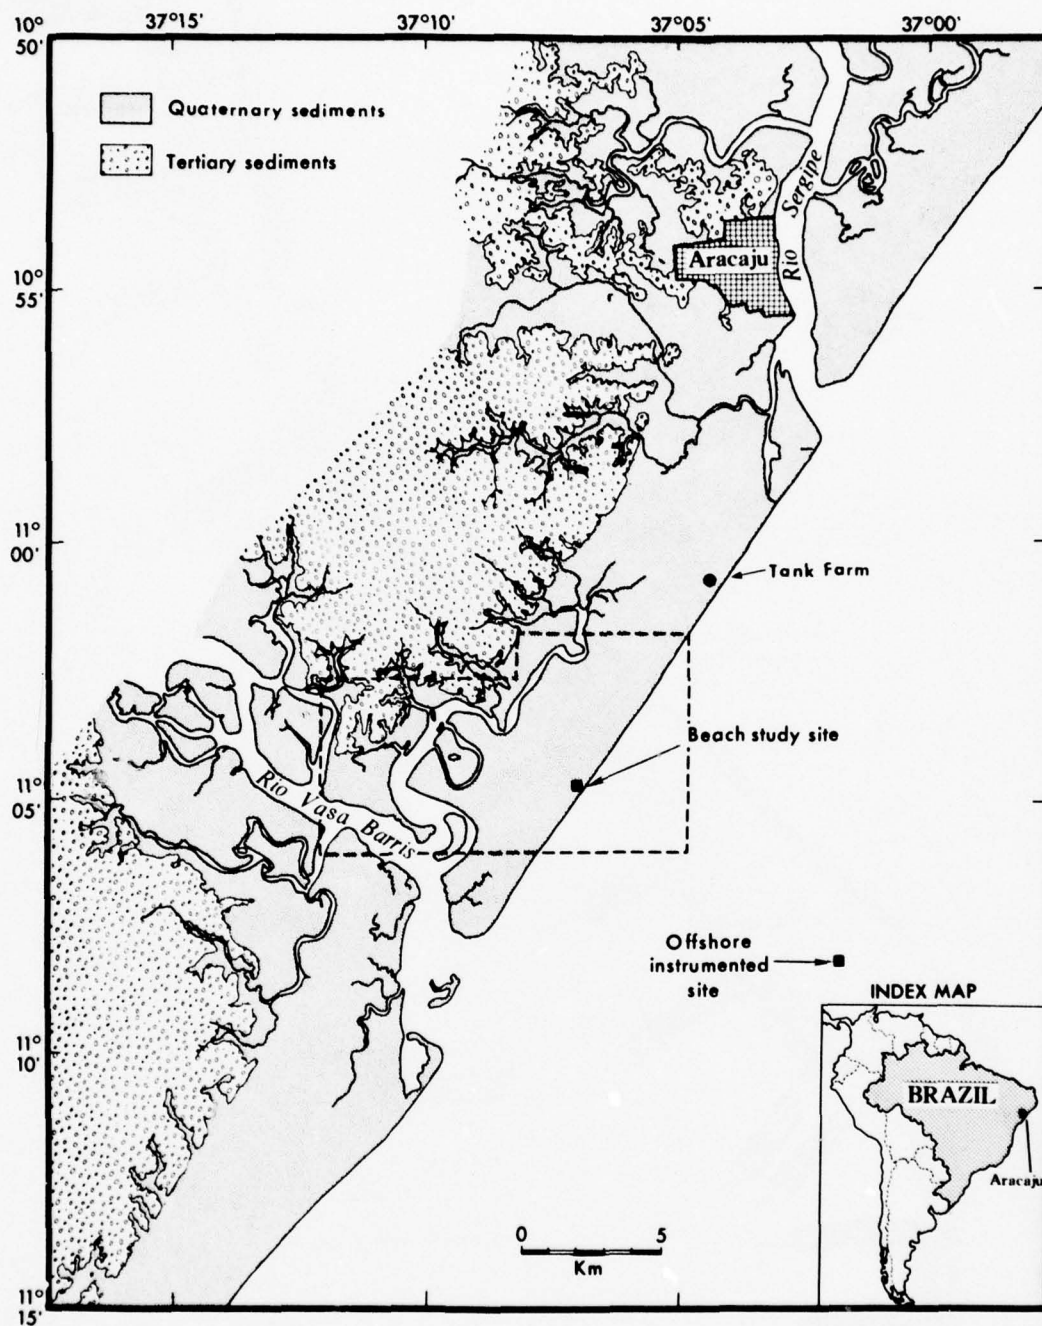 10°
50'
37°15'
37°10'
37°05'
37°00'
Quaternary sediments
Tertiary sediments
Rio Sergipe
Aracaju
10°
55'
11°
00'
Tank Farm
Beach study site
11°
05'
Rio Vasa Barris
Offshore
instrumented
site
INDEX MAP
11°
10'
BRAZIL
Aracaju
0 5
Km
11°
15'